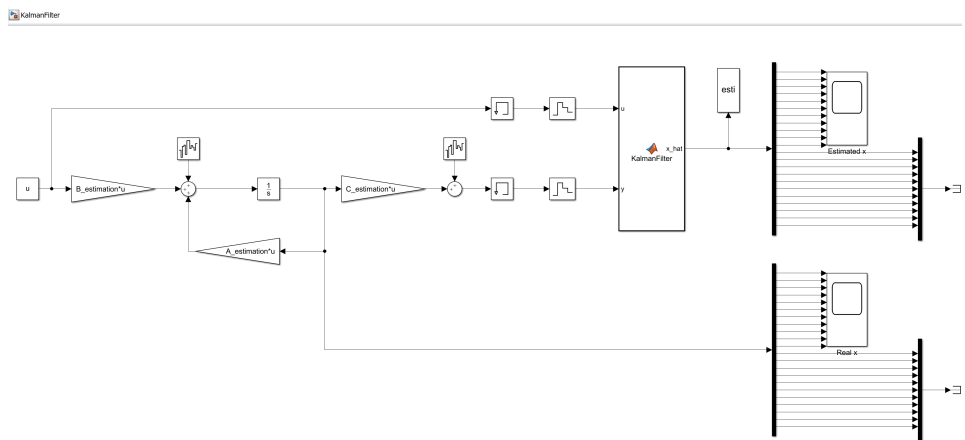 KalmanFilter
u
B_estimation*u
1
s
C_estimation*u
A_estimation*u
u
y
KalmanFilter
x_hat
esti
Estimated x
Real x